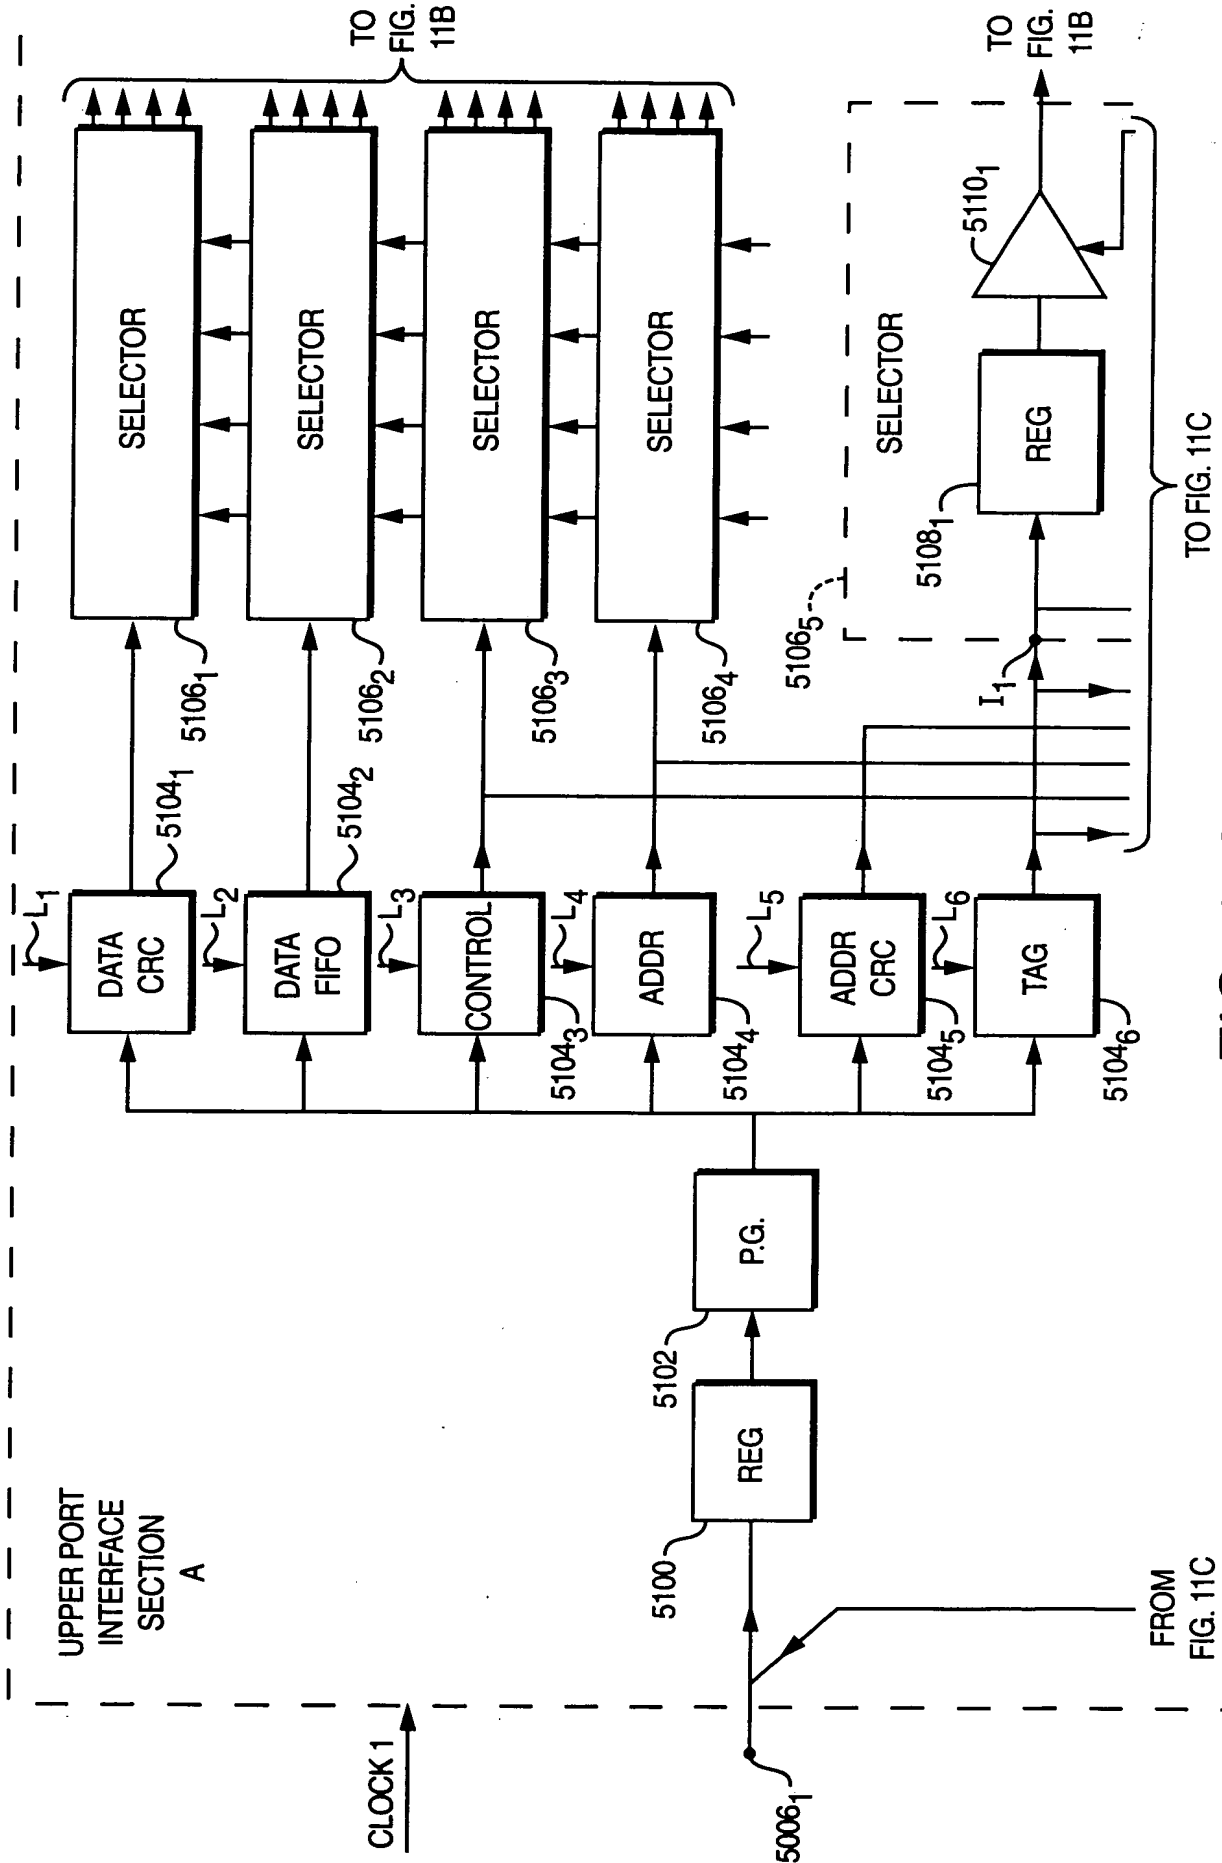 UPPER PORT
INTERFACE
SECTION
A
CLOCK 1
5006₁
FROM
FIG. 11C
5100
REG
5102
P.G.
L₁
DATA
CRC
5104₁
L₂
DATA
FIFO
5104₂
L₃
CONTROL
5104₃
L₄
ADDR
5104₄
L₅
ADDR
CRC
5104₅
L₆
TAG
5104₆
SELECTOR
5106₁
SELECTOR
5106₂
SELECTOR
5106₃
SELECTOR
5106₄
TO
FIG.
11B
5106₅
SELECTOR
I₁
5108₁
REG
5110₁
TO
FIG.
11B
TO FIG. 11C